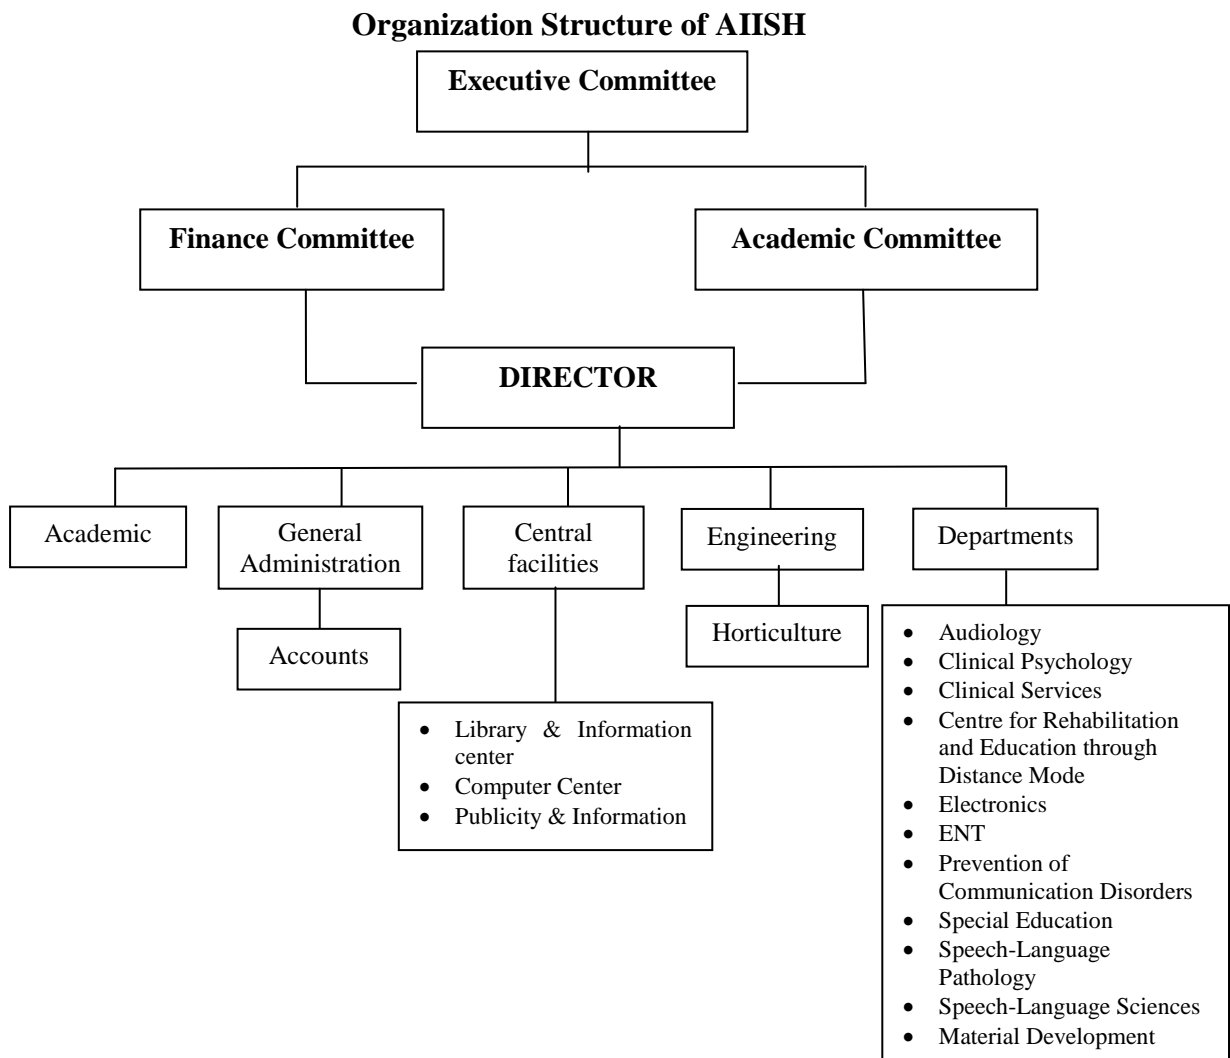 Organization Structure of AIISH
Executive Committee
Finance Committee
Academic Committee
DIRECTOR
Academic
General
Administration
Central
facilities
Engineering
Departments
Accounts
Horticulture
• Library & Information
center
• Computer Center
• Publicity & Information
• Audiology
• Clinical Psychology
• Clinical Services
• Centre for Rehabilitation
and Education through
Distance Mode
• Electronics
• ENT
• Prevention of
Communication Disorders
• Special Education
• Speech-Language
Pathology
• Speech-Language Sciences
• Material Development